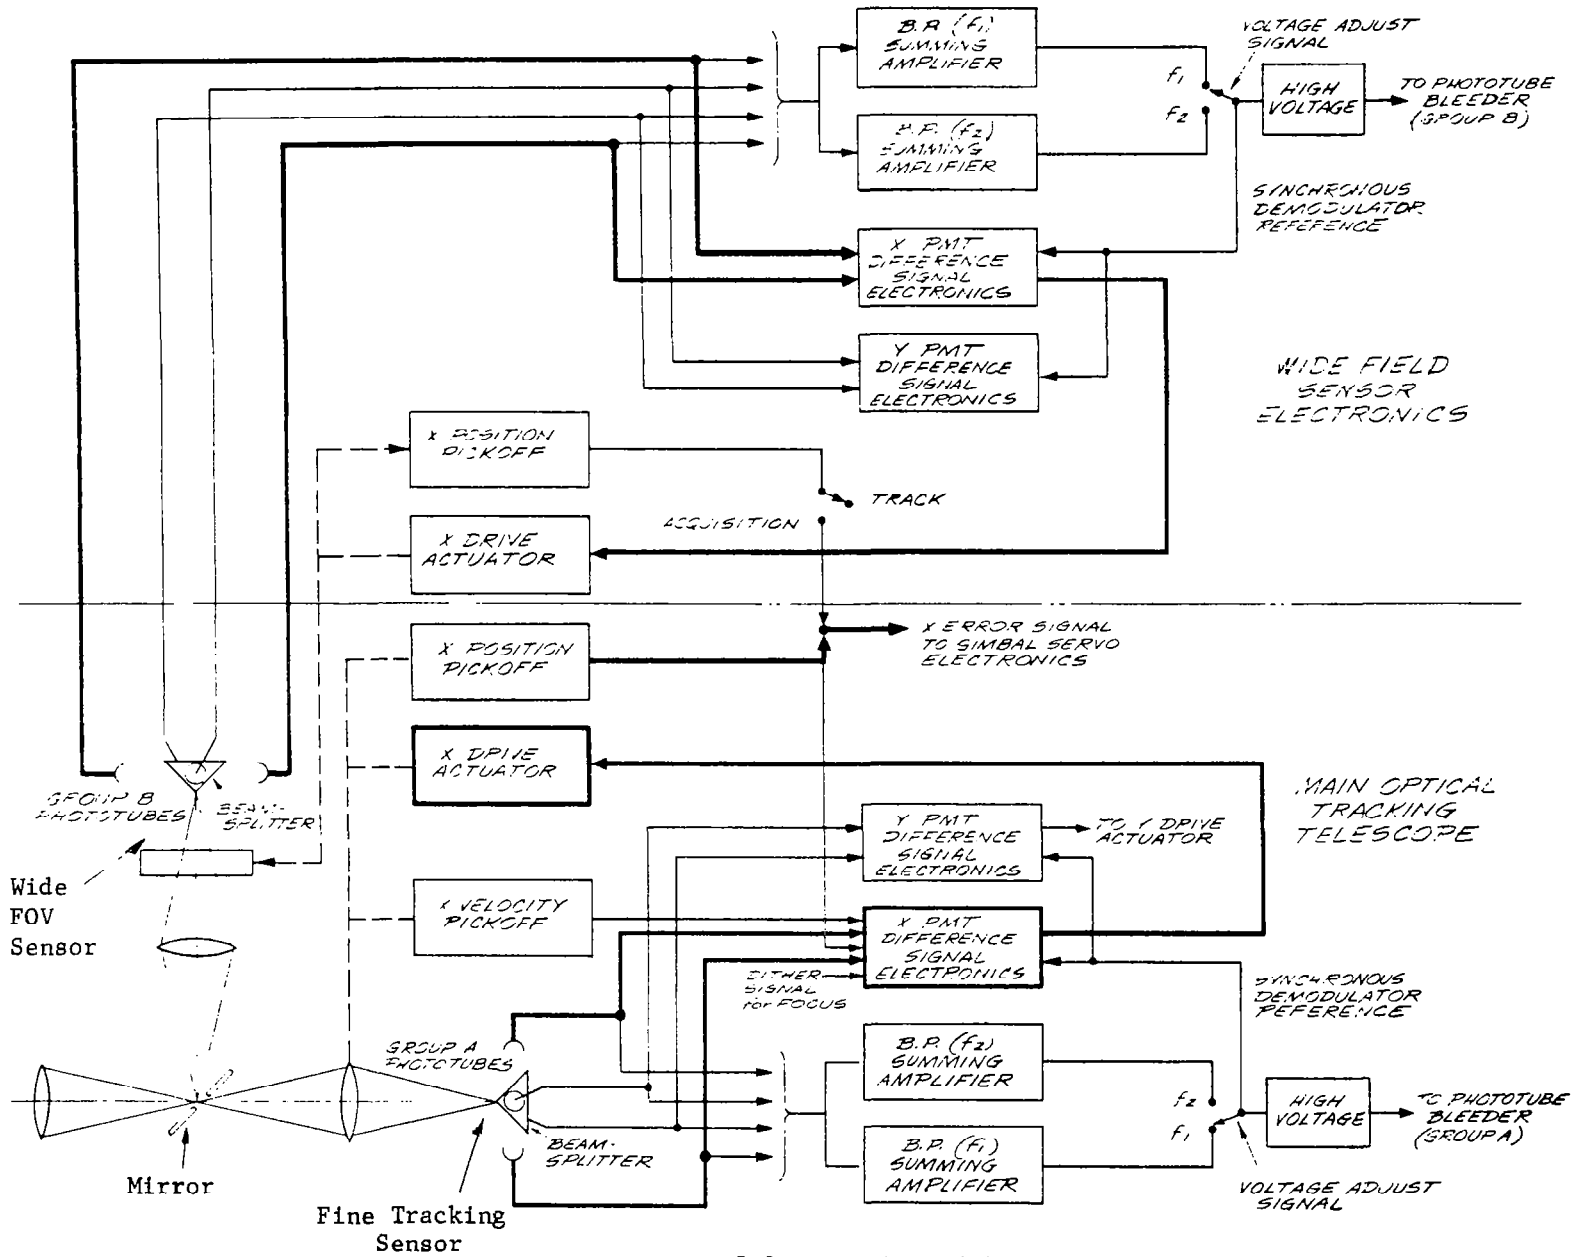 B.P. (f₁)
SUMMING
AMPLIFIER
VOLTAGE ADJUST
SIGNAL
f₁
f₂
HIGH
VOLTAGE
TO PHOTOTUBE
BLEEDER
(GROUP B)
B.P. (f₂)
SUMMING
AMPLIFIER
SYNCHRONOUS
DEMODULATOR
REFERENCE
X PMT
DIFFERENCE
SIGNAL
ELECTRONICS
Y PMT
DIFFERENCE
SIGNAL
ELECTRONICS
WIDE FIELD
SENSOR
ELECTRONICS
X POSITION
PICKOFF
TRACK
ACQUISITION
X DRIVE
ACTUATOR
X ERROR SIGNAL
TO GIMBAL SERVO
ELECTRONICS
X POSITION
PICKOFF
X DRIVE
ACTUATOR
GROUP B
PHOTOTUBES
BEAM-
SPLITTER
MAIN OPTICAL
TRACKING
TELESCOPE
Y PMT
DIFFERENCE
SIGNAL
ELECTRONICS
TO Y DRIVE
ACTUATOR
Wide
FOV
Sensor
X VELOCITY
PICKOFF
X PMT
DIFFERENCE
SIGNAL
ELECTRONICS
DITHER
SIGNAL
for FOCUS
SYNCHRONOUS
DEMODULATOR
REFERENCE
GROUP A
PHOTOTUBES
B.P. (f₂)
SUMMING
AMPLIFIER
f₂
f₁
HIGH
VOLTAGE
TO PHOTOTUBE
BLEEDER
(GROUP A)
BEAM-
SPLITTER
B.P. (f₁)
SUMMING
AMPLIFIER
VOLTAGE ADJUST
SIGNAL
Mirror
Fine Tracking
Sensor